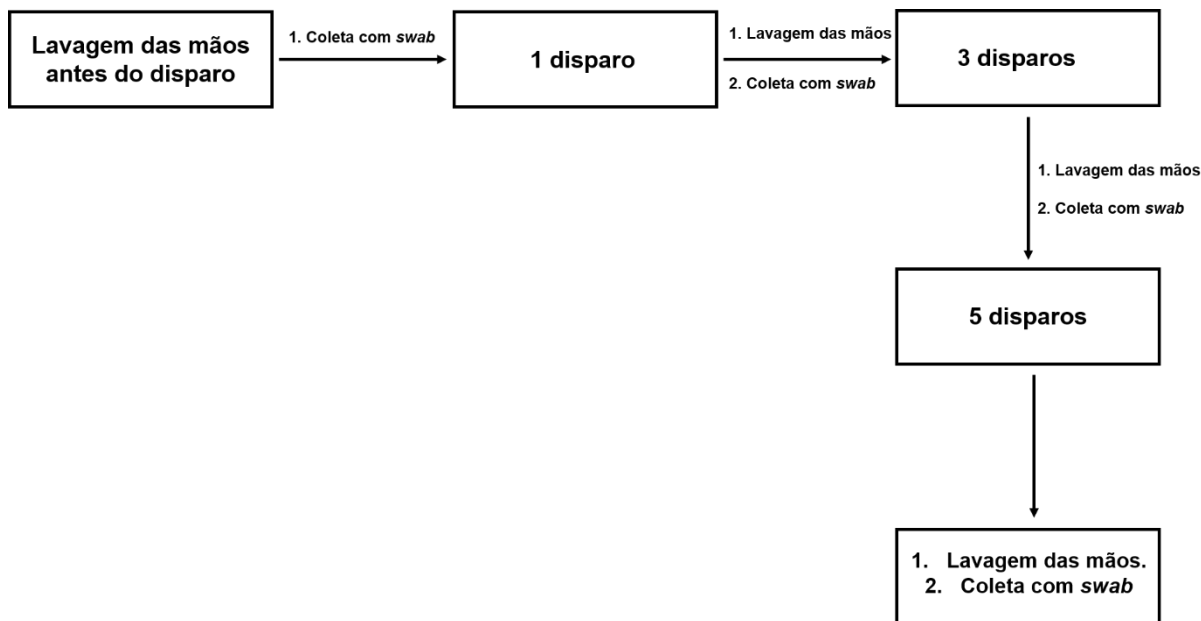 Lavagem das mãos
antes do disparo
1. Coleta com swab
1 disparo
1. Lavagem das mãos
2. Coleta com swab
3 disparos
1. Lavagem das mãos
2. Coleta com swab
5 disparos
1. Lavagem das mãos.
2. Coleta com swab